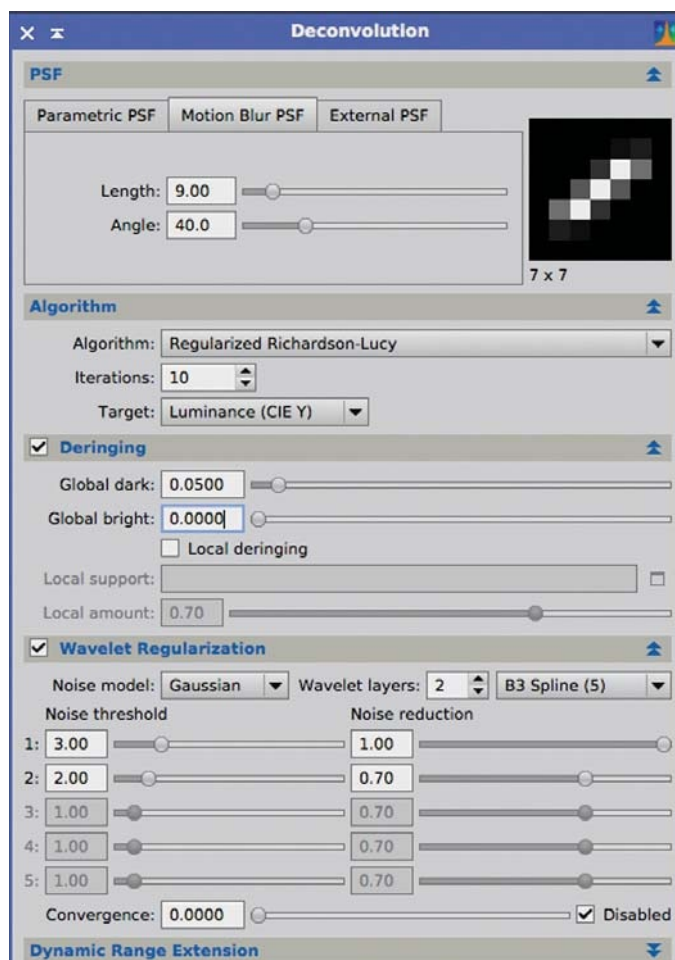 Deconvolution
PSF
Parametric PSF Motion Blur PSF External PSF
Length: 9.00
Angle: 40.0
7 x 7
Algorithm
Algorithm: Regularized Richardson-Lucy
Iterations: 10
Target: Luminance (CIE Y)
Deringing
Global dark: 0.0500
Global bright: 0.0000
Local deringing
Local support:
Local amount: 0.70
Wavelet Regularization
Noise model: Gaussian Wavelet layers: 2 B3 Spline (5)
Noise threshold Noise reduction
1: 3.00 1.00
2: 2.00 0.70
3: 1.00 0.70
4: 1.00 0.70
5: 1.00 0.70
Convergence: 0.0000 Disabled
Dynamic Range Extension